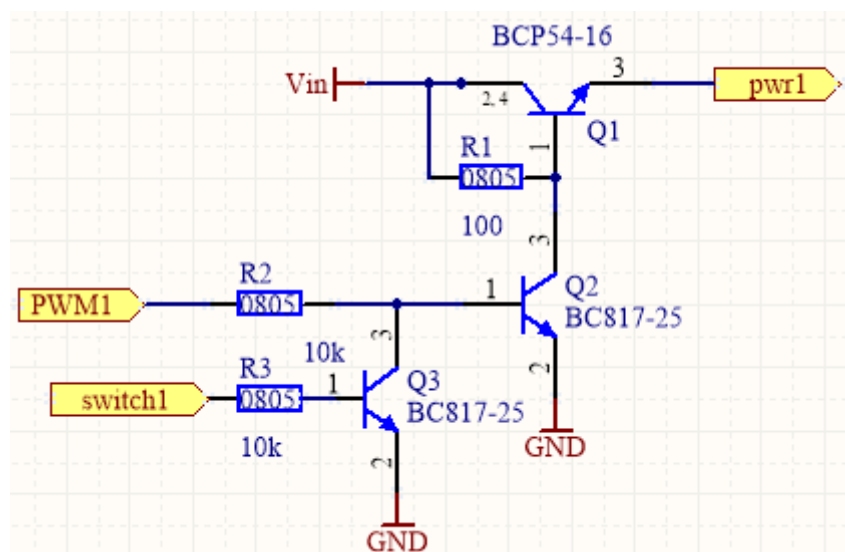 BCP54-16
Vin
2, 4
3
pwr1
Q1
1
R1
0805
100
3
R2
PWM1
0805
1
Q2
BC817-25
10k
3
2
R3
switch1
0805
1
Q3
BC817-25
10k
2
GND
GND